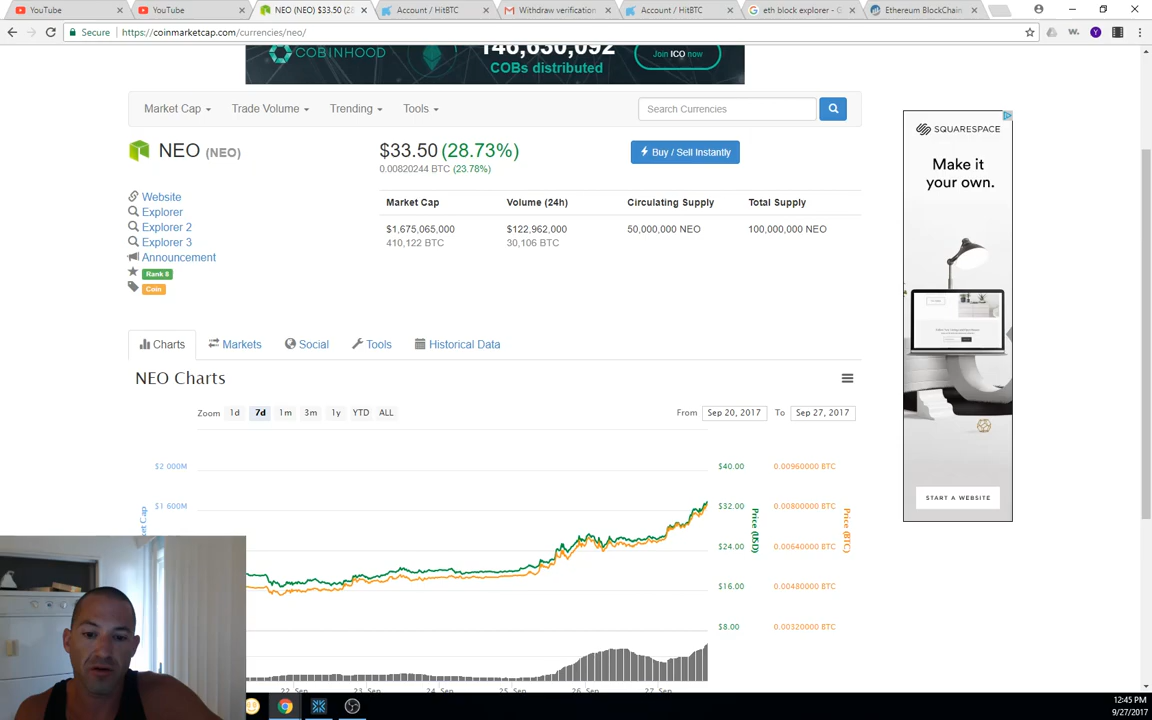 YouTube
YouTube
NEO (NEO) $33.50 (28
Account / HitBTC
Withdraw verification
Account / HitBTC
eth block explorer - G
Ethereum BlockChain
Secure
https://coinmarketcap.com/currencies/neo/
COBINHOOD
146,630,092
COBs distributed
Join ICO now
Market Cap
Trade Volume
Trending
Tools
Search Currencies
NEO (NEO)
$33.50 (28.73%)
0.00820244 BTC (23.78%)
Buy / Sell Instantly
Website
Explorer
Explorer 2
Explorer 3
Announcement
Rank 8
Coin
Market Cap
Volume (24h)
Circulating Supply
Total Supply
$1,675,065,000
$122,962,000
50,000,000 NEO
100,000,000 NEO
410,122 BTC
30,106 BTC
SQUARESPACE
Make it
your own.
START A WEBSITE
Charts
Markets
Social
Tools
Historical Data
NEO Charts
Zoom 1d 7d 1m 3m 1y YTD ALL
From Sep 20, 2017 To Sep 27, 2017
$2 000M
$40.00
0.00960000 BTC
$1 600M
$32.00
0.00800000 BTC
$24.00
0.00640000 BTC
$16.00
0.00480000 BTC
$8.00
0.00320000 BTC
ket Cap
Price (USD)
Price (BTC)
22. Sep
23. Sep
24. Sep
25. Sep
26. Sep
27. Sep
12:45 PM
9/27/2017